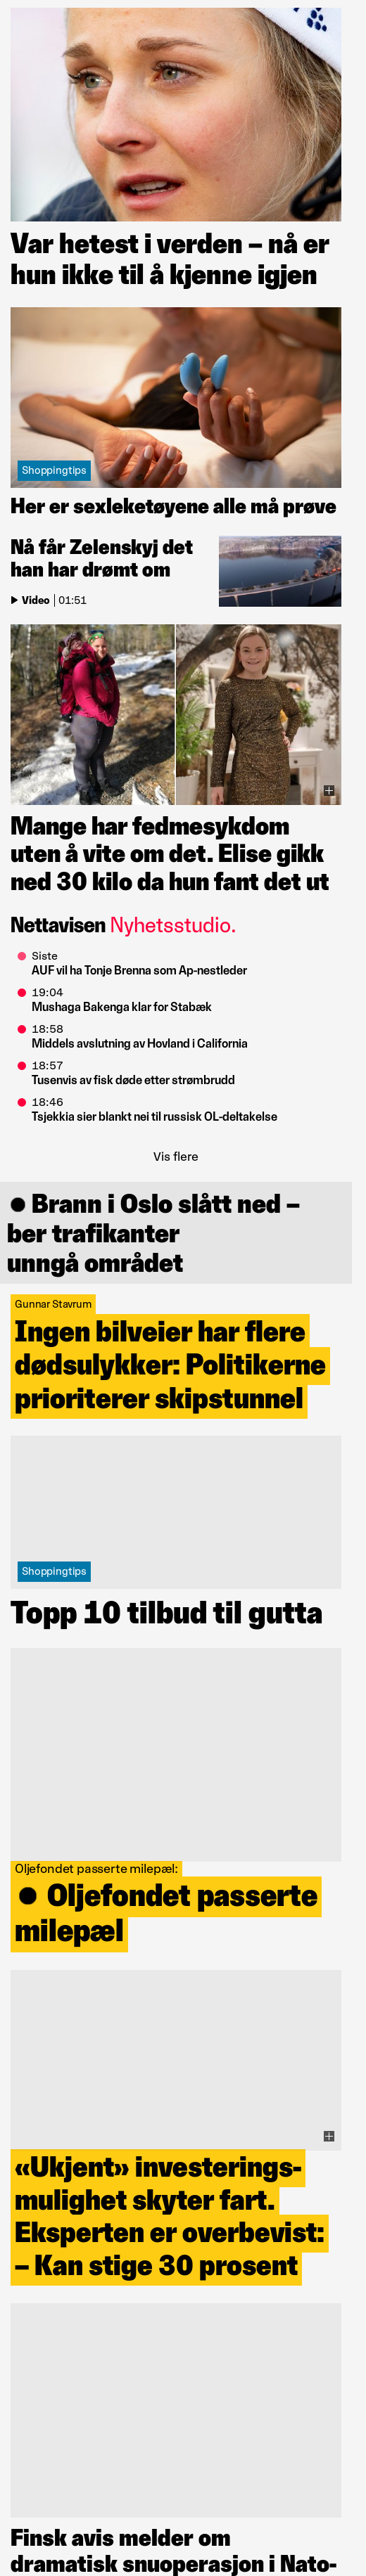 Var hetest i verden – nå er
hun ikke til å kjenne igjen
Shoppingtips
Her er sexleketøyene alle må prøve
Nå får Zelenskyj det
han har drømt om
Video | 01:51
Mange har fedmesykdom
uten å vite om det. Elise gikk
ned 30 kilo da hun fant det ut
Nettavisen Nyhetsstudio.
Siste
AUF vil ha Tonje Brenna som Ap-nestleder
19:04
Mushaga Bakenga klar for Stabæk
18:58
Middels avslutning av Hovland i California
18:57
Tusenvis av fisk døde etter strømbrudd
18:46
Tsjekkia sier blankt nei til russisk OL-deltakelse
Vis flere
Brann i Oslo slått ned –
ber trafikanter
unngå området
Gunnar Stavrum
Ingen bilveier har flere
dødsulykker: Politikerne
prioriterer skipstunnel
Shoppingtips
Topp 10 tilbud til gutta
Oljefondet passerte milepæl:
Oljefondet passerte
milepæl
«Ukjent» investerings-
mulighet skyter fart.
Eksperten er overbevist:
– Kan stige 30 prosent
Finsk avis melder om
dramatisk snuoperasjon i Nato-